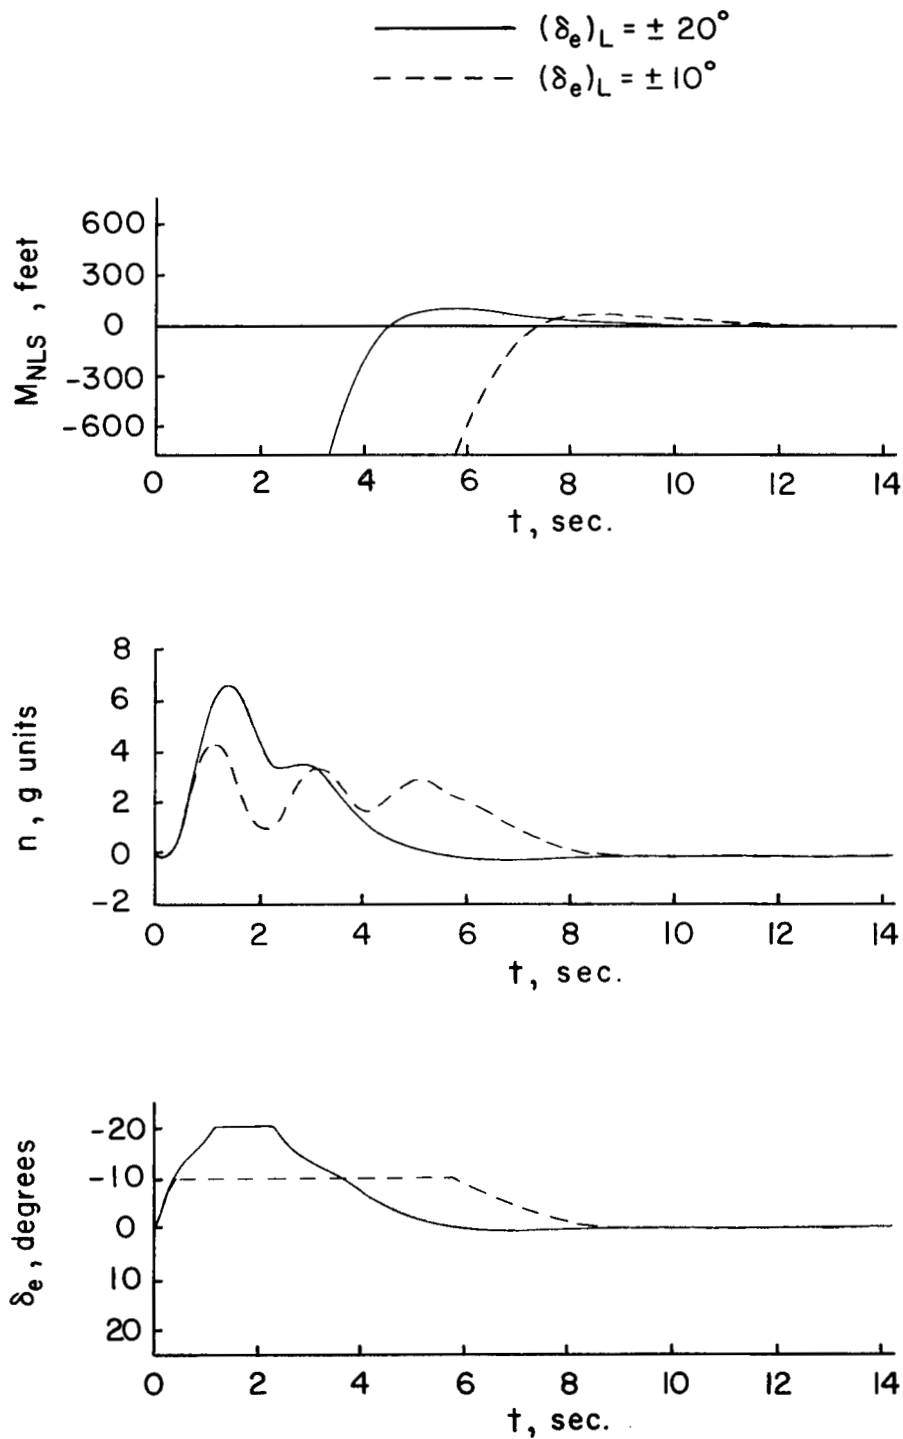 (δe)L = ± 20°
(δe)L = ± 10°
MNLS , feet
600
300
0
-300
-600
0 2 4 6 8 10 12 14
t, sec.
n, g units
8
6
4
2
0
-2
0 2 4 6 8 10 12 14
t, sec.
δe, degrees
-20
-10
0
10
20
0 2 4 6 8 10 12 14
t, sec.